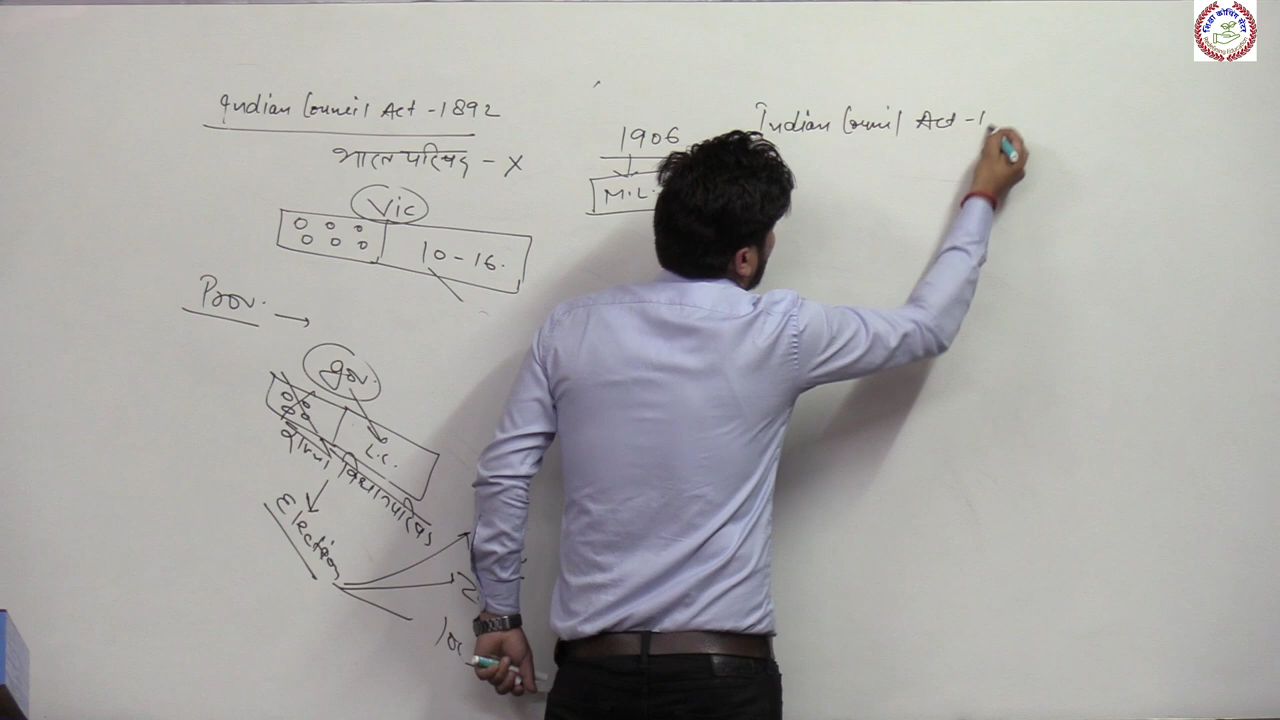 Indian Council Act - 1892
भारत परिषद - X
Vic
10 - 16.
Prov. →
Gov.
L.C.
विधानपरिषद
Election
1906
M.L.
Indian Council Act - 1